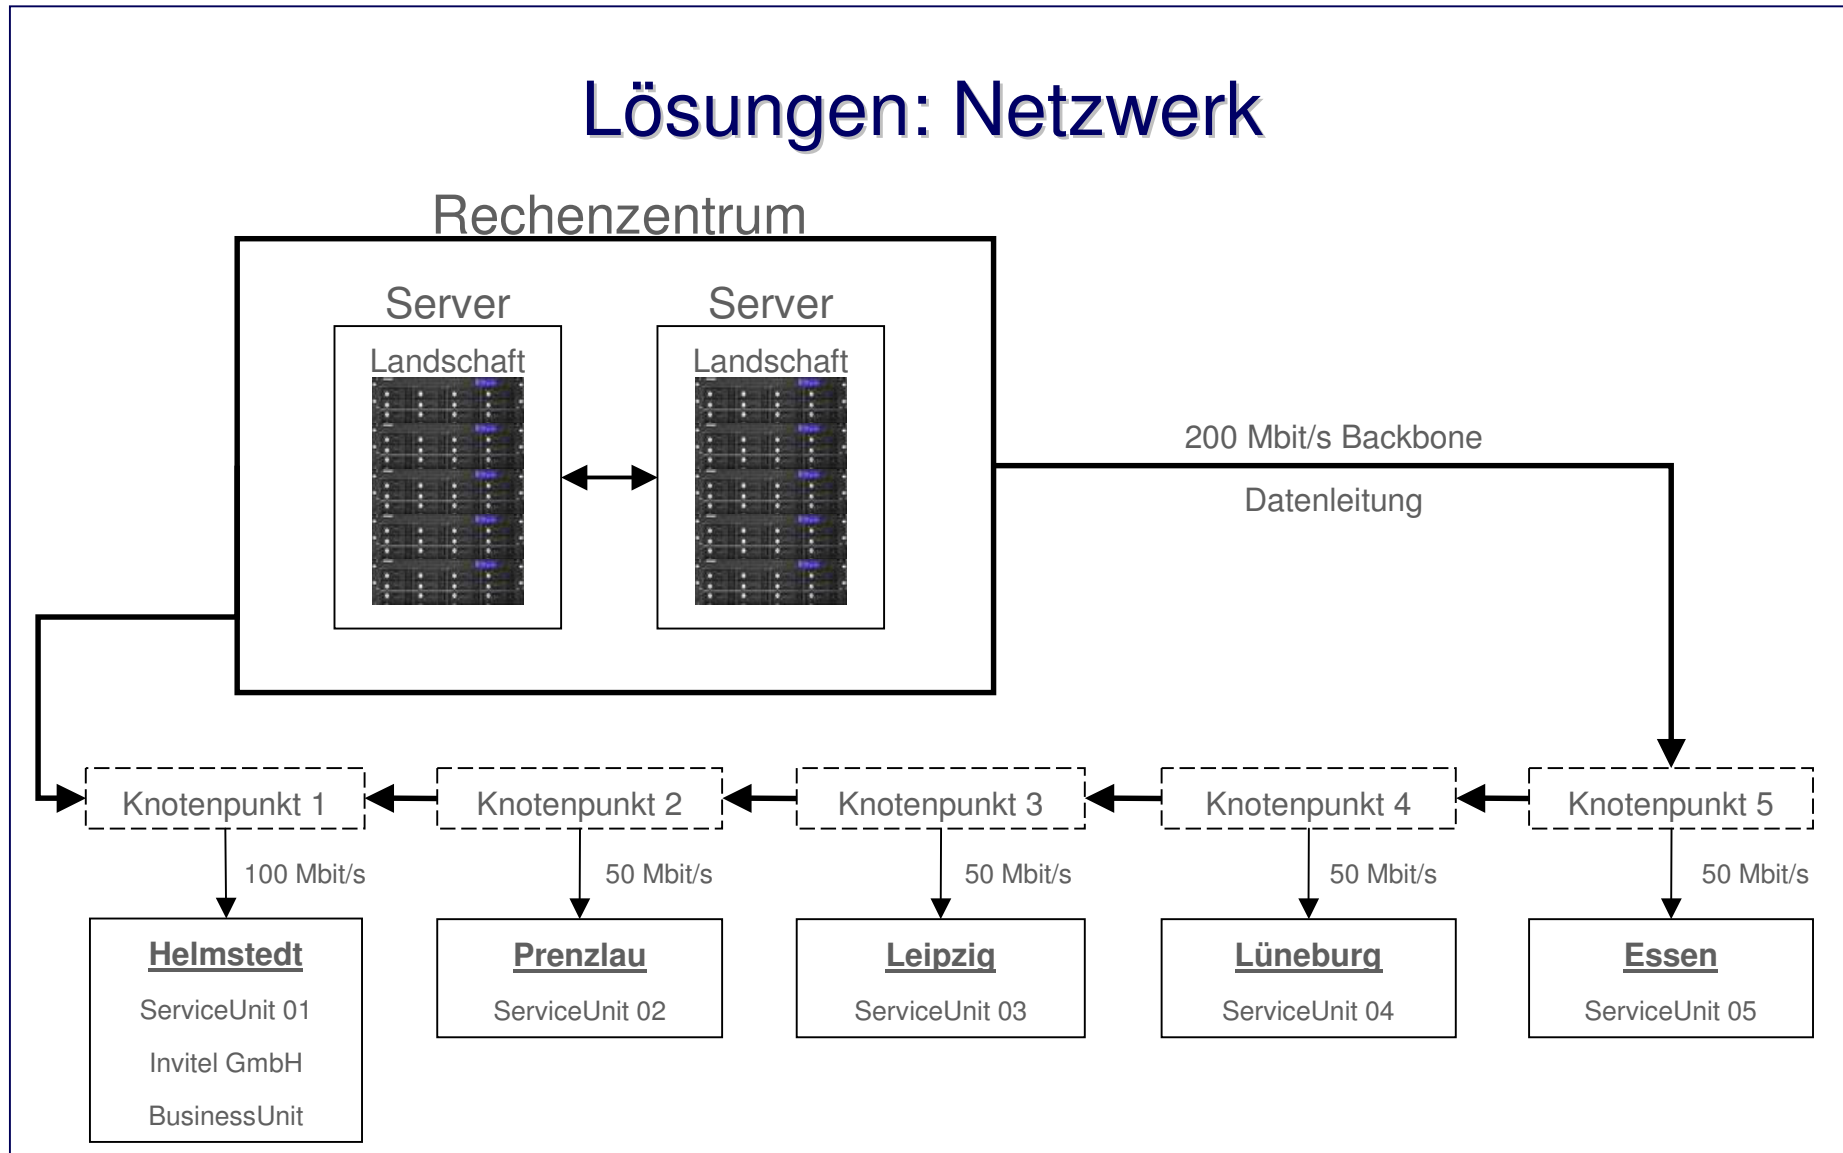 Lösungen: Netzwerk
Rechenzentrum
Server
Server
Landschaft
Landschaft
200 Mbit/s Backbone
Datenleitung
Knotenpunkt 1
Knotenpunkt 2
Knotenpunkt 3
Knotenpunkt 4
Knotenpunkt 5
100 Mbit/s
50 Mbit/s
50 Mbit/s
50 Mbit/s
50 Mbit/s
Helmstedt
ServiceUnit 01
Invitel GmbH
BusinessUnit
Prenzlau
ServiceUnit 02
Leipzig
ServiceUnit 03
Lüneburg
ServiceUnit 04
Essen
ServiceUnit 05